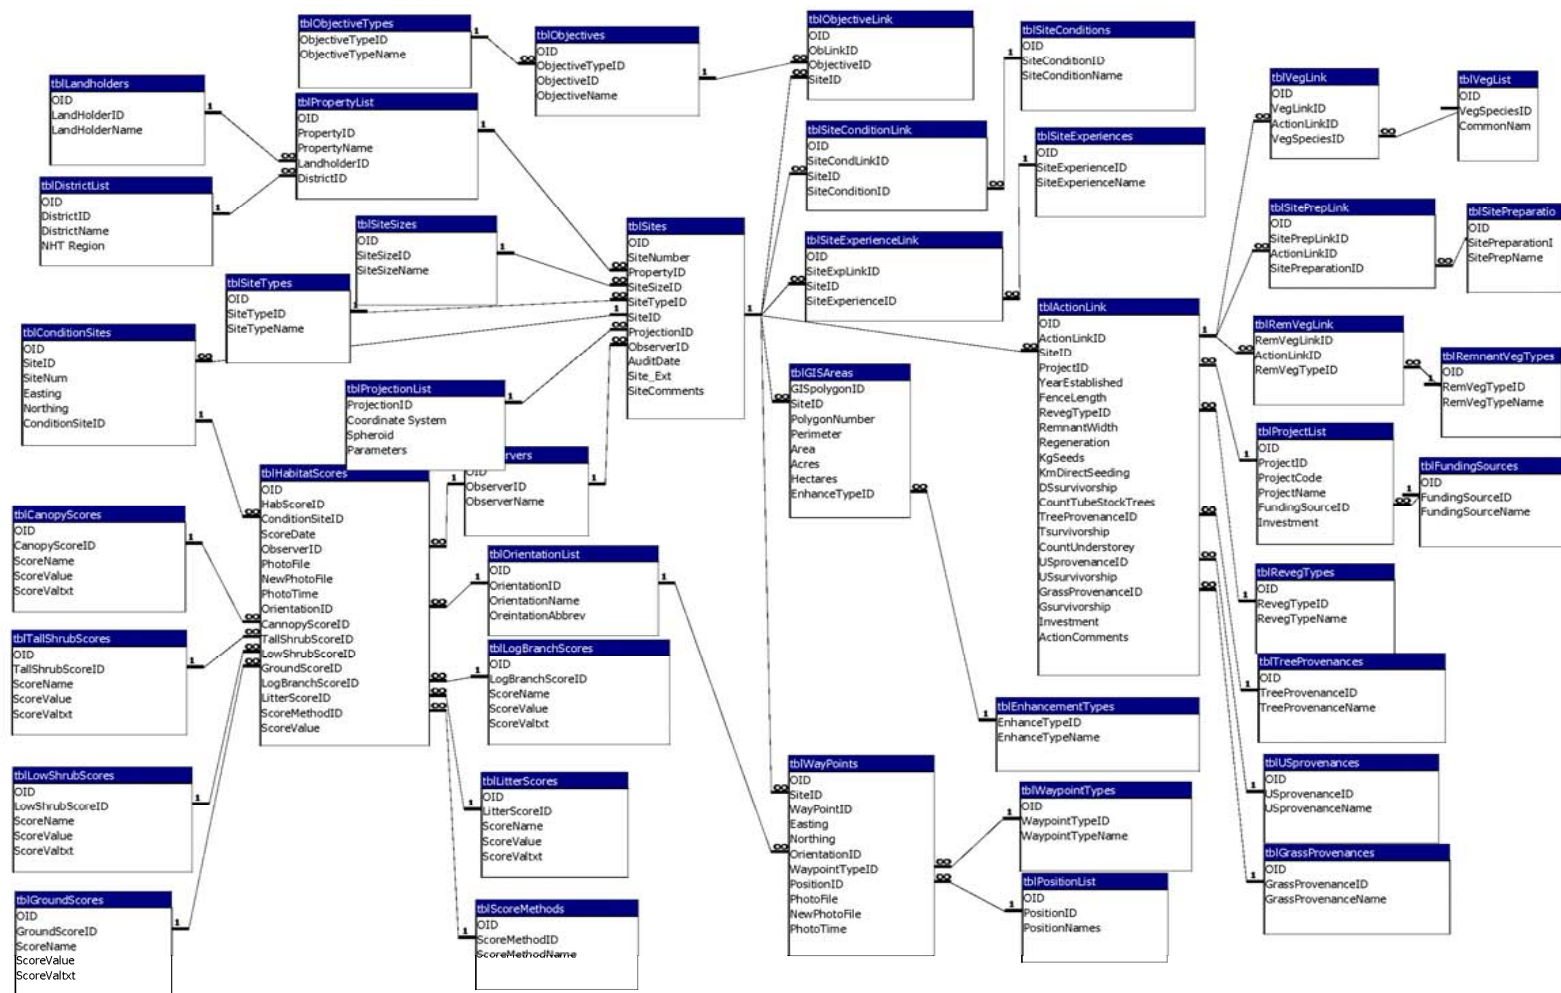 tblObjectiveTypes
ObjectiveTypeID
ObjectiveTypeName
tblObjectives
OID
ObjectiveTypeID
ObjectiveID
ObjectiveName
tblObjectiveLink
OID
ObLinkID
ObjectiveID
SiteID
tblSiteConditions
OID
SiteConditionID
SiteConditionName
tblLandholders
OID
LandHolderID
LandHolderName
tblPropertyList
OID
PropertyID
PropertyName
LandholderID
DistrictID
tblDistrictList
OID
DistrictID
DistrictName
NHT Region
tblSiteConditionLink
OID
SiteCondLinkID
SiteID
SiteConditionID
tblSiteExperiences
OID
SiteExperienceID
SiteExperienceName
tblVegLink
OID
VegLinkID
ActionLinkID
VegSpeciesID
tblVegList
OID
VegSpeciesID
CommonNam
tblSitePrepLink
OID
SitePrepLinkID
ActionLinkID
SitePreparationID
tblSitePreparatio
OID
SitePreparationI
SitePrepName
tblSiteSizes
OID
SiteSizeID
SiteSizeName
tblSites
OID
SiteNumber
PropertyID
SiteSizeID
SiteTypeID
SiteID
ProjectionID
ObserverID
AuditDate
Site_Ext
SiteComments
tblSiteExperienceLink
OID
SiteExpLinkID
SiteID
SiteExperienceID
tblSiteTypes
OID
SiteTypeID
SiteTypeName
tblConditionSites
OID
SiteID
SiteNum
Easting
Northing
ConditionSiteID
tblProjectionList
ProjectionID
Coordinate System
Spheroid
Parameters
tblGISAreas
GISpolygonID
SiteID
PolygonNumber
Perimeter
Area
Acres
Hectares
EnhanceTypeID
tblActionLink
OID
ActionLinkID
SiteID
ProjectID
YearEstablished
FenceLength
RevegTypeID
RemnantWidth
Regeneration
KgSeeds
KmDirectSeeding
DSsurvivorship
CountTubeStockTrees
TreeProvenanceID
Tsurvivorship
CountUnderstorey
USprovenanceID
USsurvivorship
GrassProvenanceID
Gsurvivorship
Investment
ActionComments
tblRemVegLink
RemVegLinkID
ActionLinkID
RemVegTypeID
tblRemnantVegTypes
OID
RemVegTypeID
RemVegTypeName
tblProjectList
OID
ProjectID
ProjectCode
ProjectName
FundingSourceID
Investment
tblFundingSources
OID
FundingSourceID
FundingSourceName
tblHabitatScores
OID
HabScoreID
ConditionSiteID
ScoreDate
ObserverID
PhotoFile
NewPhotoFile
PhotoTime
OrientationID
CannopyScoreID
TallShrubScoreID
LowShrubScoreID
GroundScoreID
LogBranchScoreID
LitterScoreID
ScoreMethodID
ScoreValue
rvers
OID
ObserverID
ObserverName
tblCanopyScores
OID
CanopyScoreID
ScoreName
ScoreValue
ScoreValtxt
tblOrientationList
OID
OrientationID
OrientationName
OreintationAbbrev
tblRevegTypes
OID
RevegTypeID
RevegTypeName
tblTallShrubScores
OID
TallShrubScoreID
ScoreName
ScoreValue
ScoreValtxt
tblLogBranchScores
OID
LogBranchScoreID
ScoreName
ScoreValue
ScoreValtxt
tblTreeProvenances
OID
TreeProvenanceID
TreeProvenanceName
tblEnhancementTypes
EnhanceTypeID
EnhanceTypeName
tblLowShrubScores
OID
LowShrubScoreID
ScoreName
ScoreValue
ScoreValtxt
tblLitterScores
OID
LitterScoreID
ScoreName
ScoreValue
ScoreValtxt
tblWayPoints
OID
SiteID
WayPointID
Easting
Northing
OrientationID
WaypointTypeID
PositionID
PhotoFile
NewPhotoFile
PhotoTime
tblWaypointTypes
OID
WaypointTypeID
WaypointTypeName
tblUSprovenances
OID
USprovenanceID
USprovenanceName
tblPositionList
OID
PositionID
PositionNames
tblGrassProvenances
OID
GrassProvenanceID
GrassProvenanceName
tblGroundScores
OID
GroundScoreID
ScoreName
ScoreValue
ScoreValtxt
tblScoreMethods
OID
ScoreMethodID
ScoreMethodName